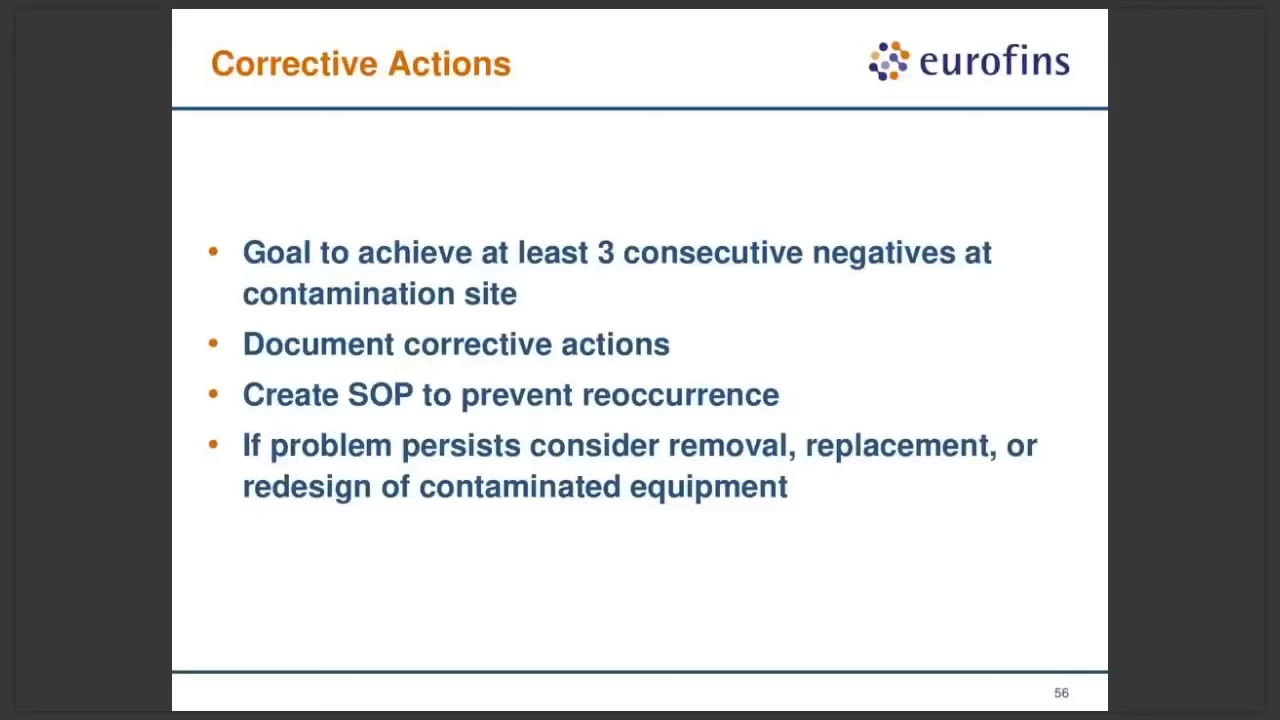 Corrective Actions
eurofins
• Goal to achieve at least 3 consecutive negatives at
contamination site
• Document corrective actions
• Create SOP to prevent reoccurrence
• If problem persists consider removal, replacement, or
redesign of contaminated equipment
56